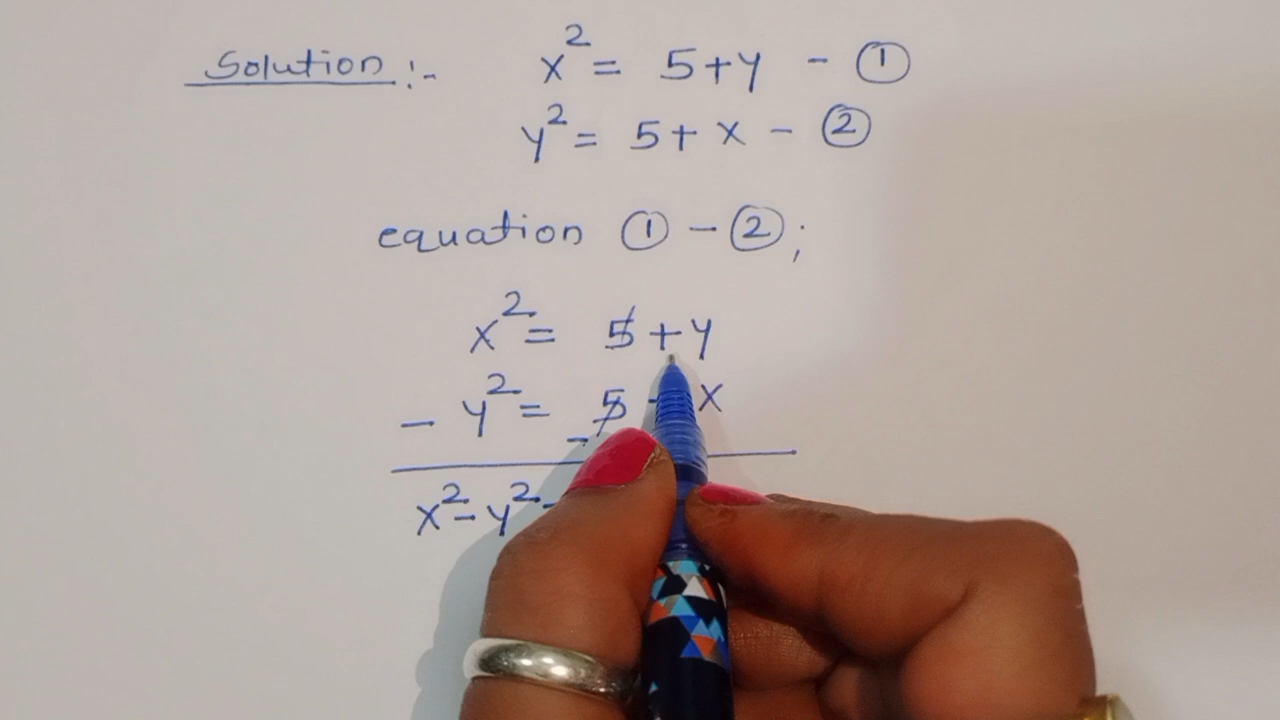 Solution :- x² = 5+y - ①
y² = 5+ x - ②
equation ① - ② ;
x² = 5+y
- y² = -5 x
x² - y²